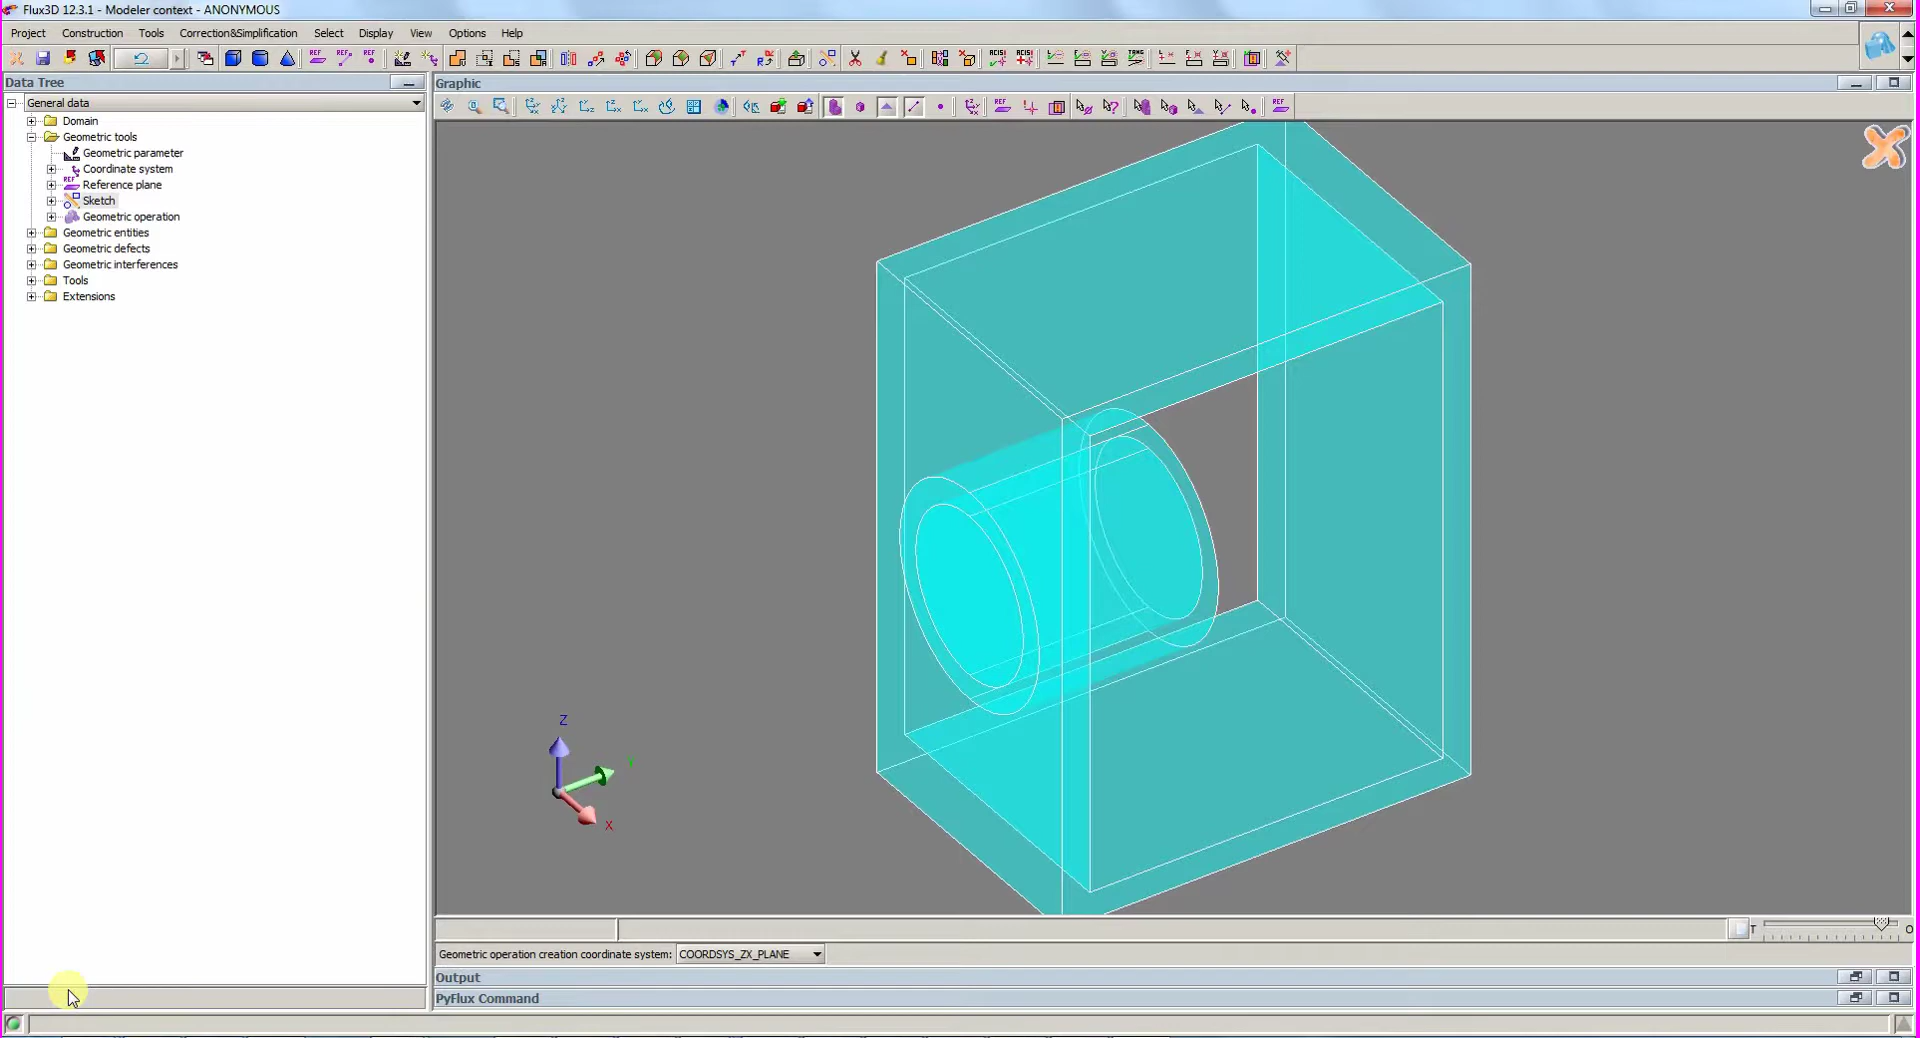 Flux3D 12.3.1 - Modeler context - ANONYMOUS
Project Construction Tools Correction&Simplification Select Display View Options Help
Data Tree
General data
Domain
Geometric tools
Geometric parameter
Coordinate system
Reference plane
Sketch
Geometric operation
Geometric entities
Geometric defects
Geometric interferences
Tools
Extensions
Graphic
Z
Y
X
T
O
Geometric operation creation coordinate system: COORDSYS_ZX_PLANE
Output
PyFlux Command